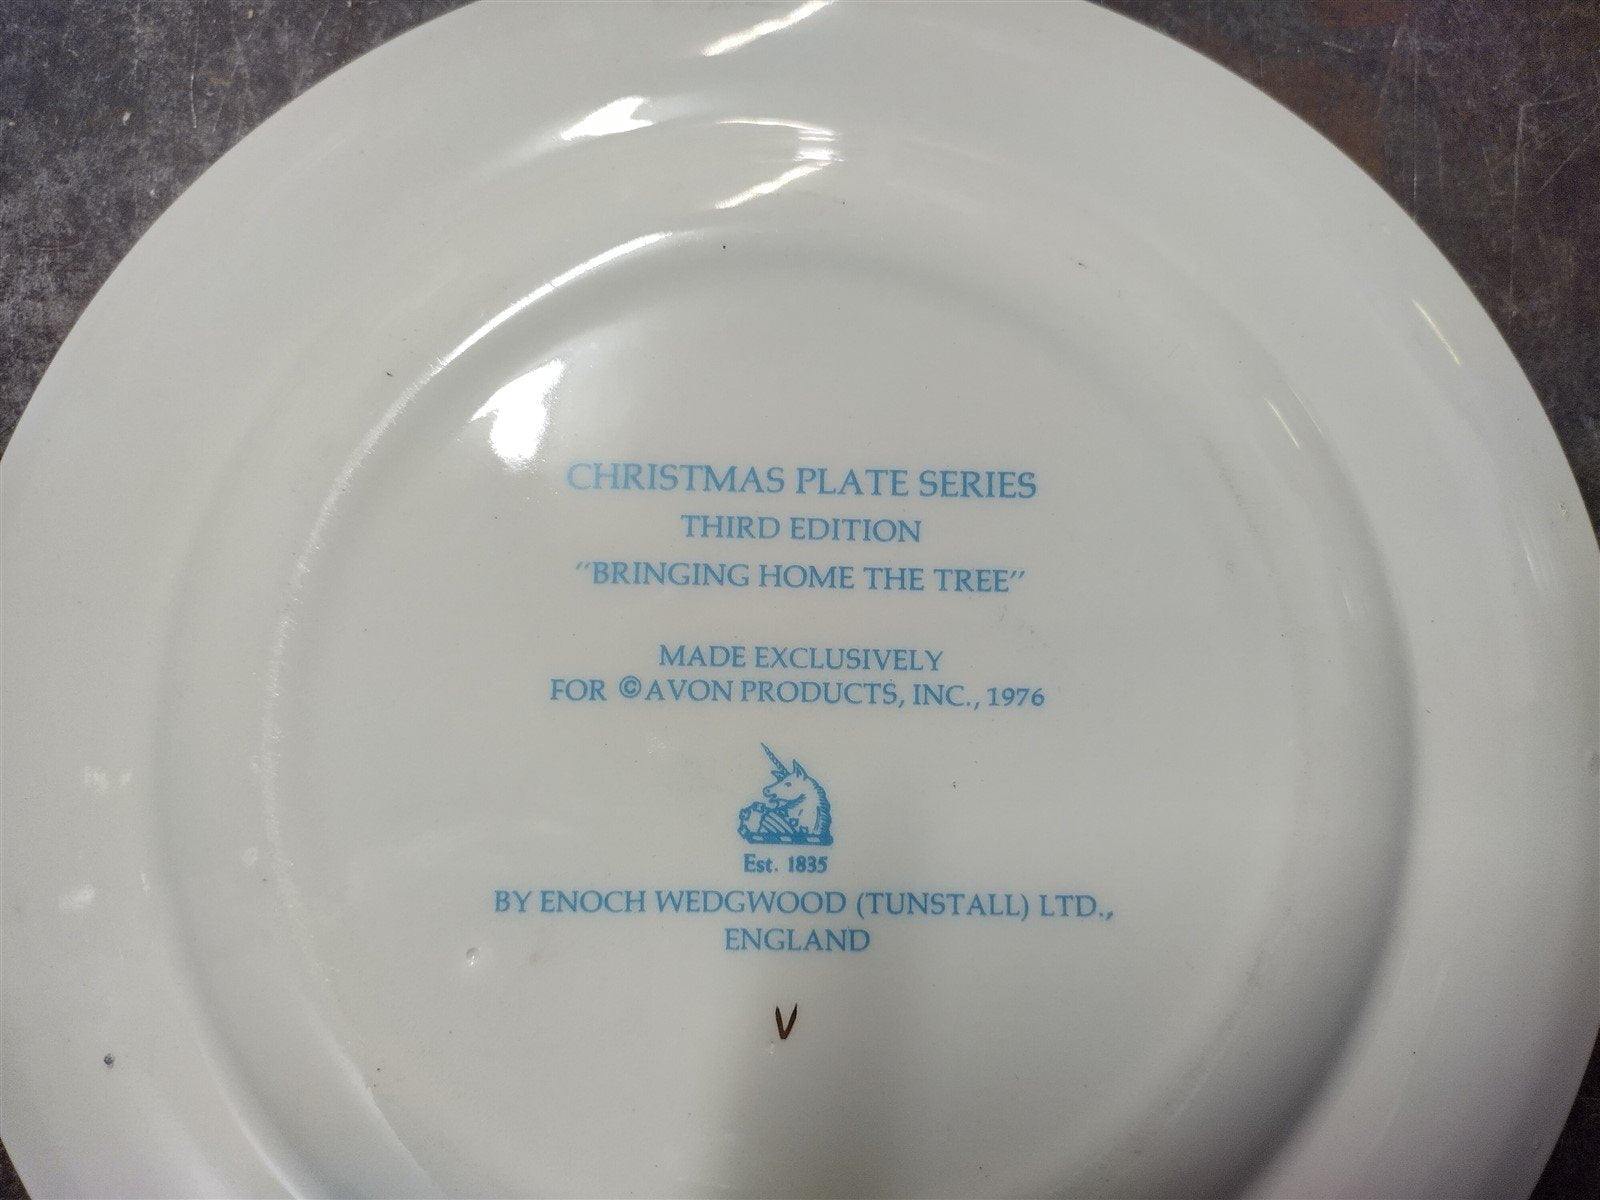 CHRISTMAS PLATE SERIES
THIRD EDITION
"BRINGING HOME THE TREE"
MADE EXCLUSIVELY
FOR ©AVON PRODUCTS, INC., 1976
Est. 1835
BY ENOCH WEDGWOOD (TUNSTALL) LTD.,
ENGLAND
V